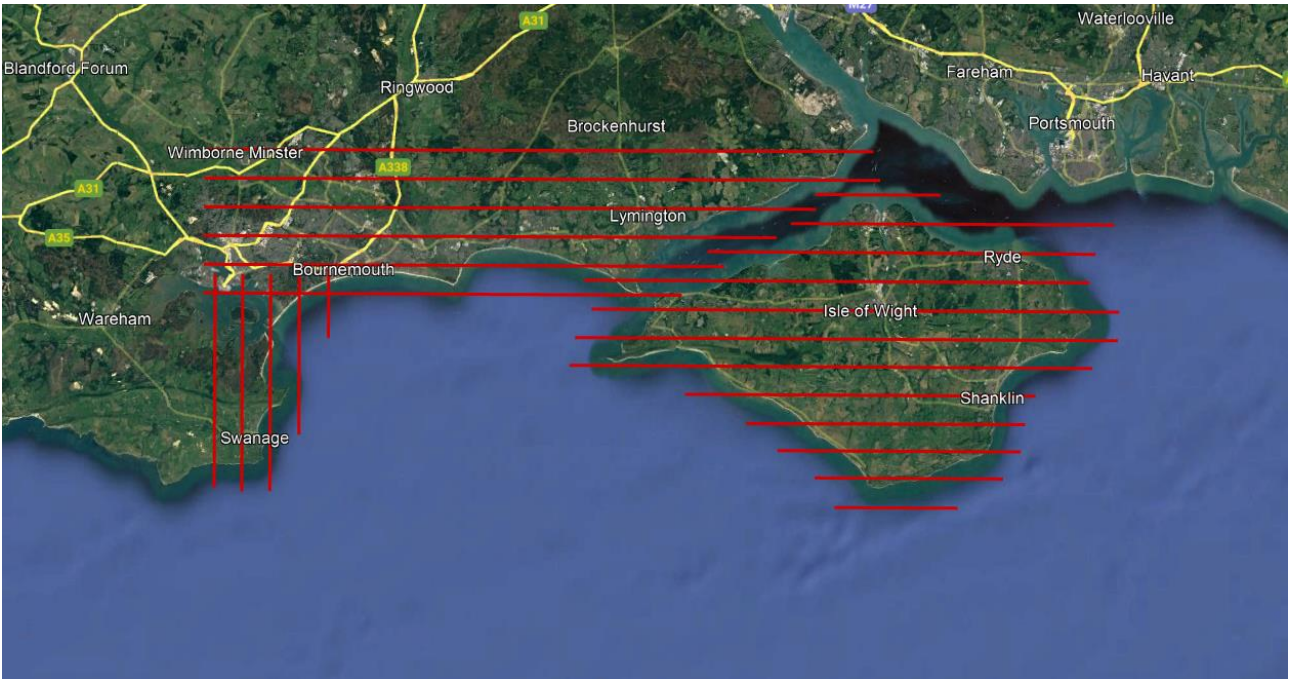 M27
A31
Waterlooville
Blandford Forum
Fareham
Havant
Ringwood
Brockenhurst
Portsmouth
Wimborne Minster
A338
A31
Lymington
A35
Ryde
Bournemouth
Wareham
Isle of Wight
Shanklin
Swanage